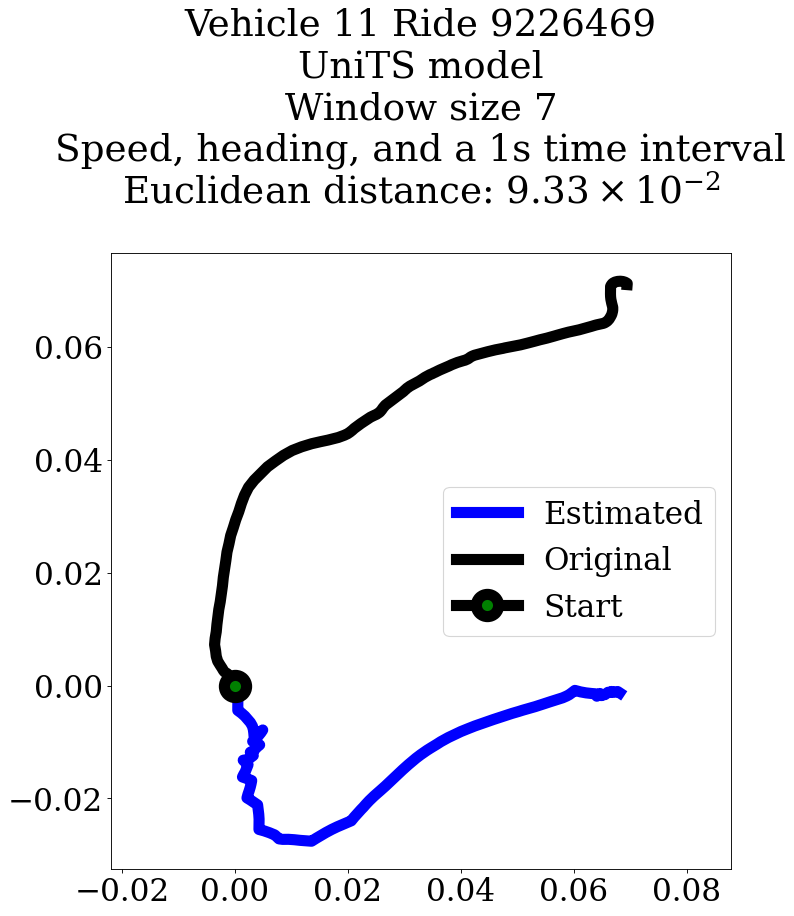 Vehicle 11 Ride 9226469
UniTS model
Window size 7
Speed, heading, and a 1s time interval
Euclidean distance: 9.33 × 10⁻²
0.06
0.04
0.02
0.00
−0.02
Estimated
Original
Start
−0.02 0.00 0.02 0.04 0.06 0.08